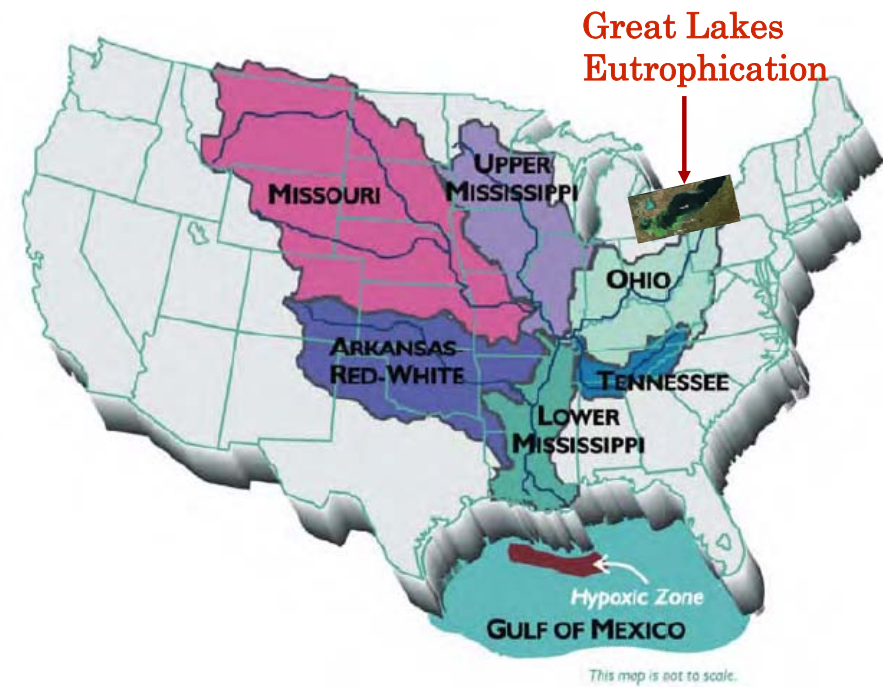 Great Lakes
Eutrophication
UPPER
MISSISSIPPI
MISSOURI
OHIO
ARKANSAS-
RED-WHITE
TENNESSEE
LOWER
MISSISSIPPI
Hypoxic Zone
GULF OF MEXICO
This map is not to scale.